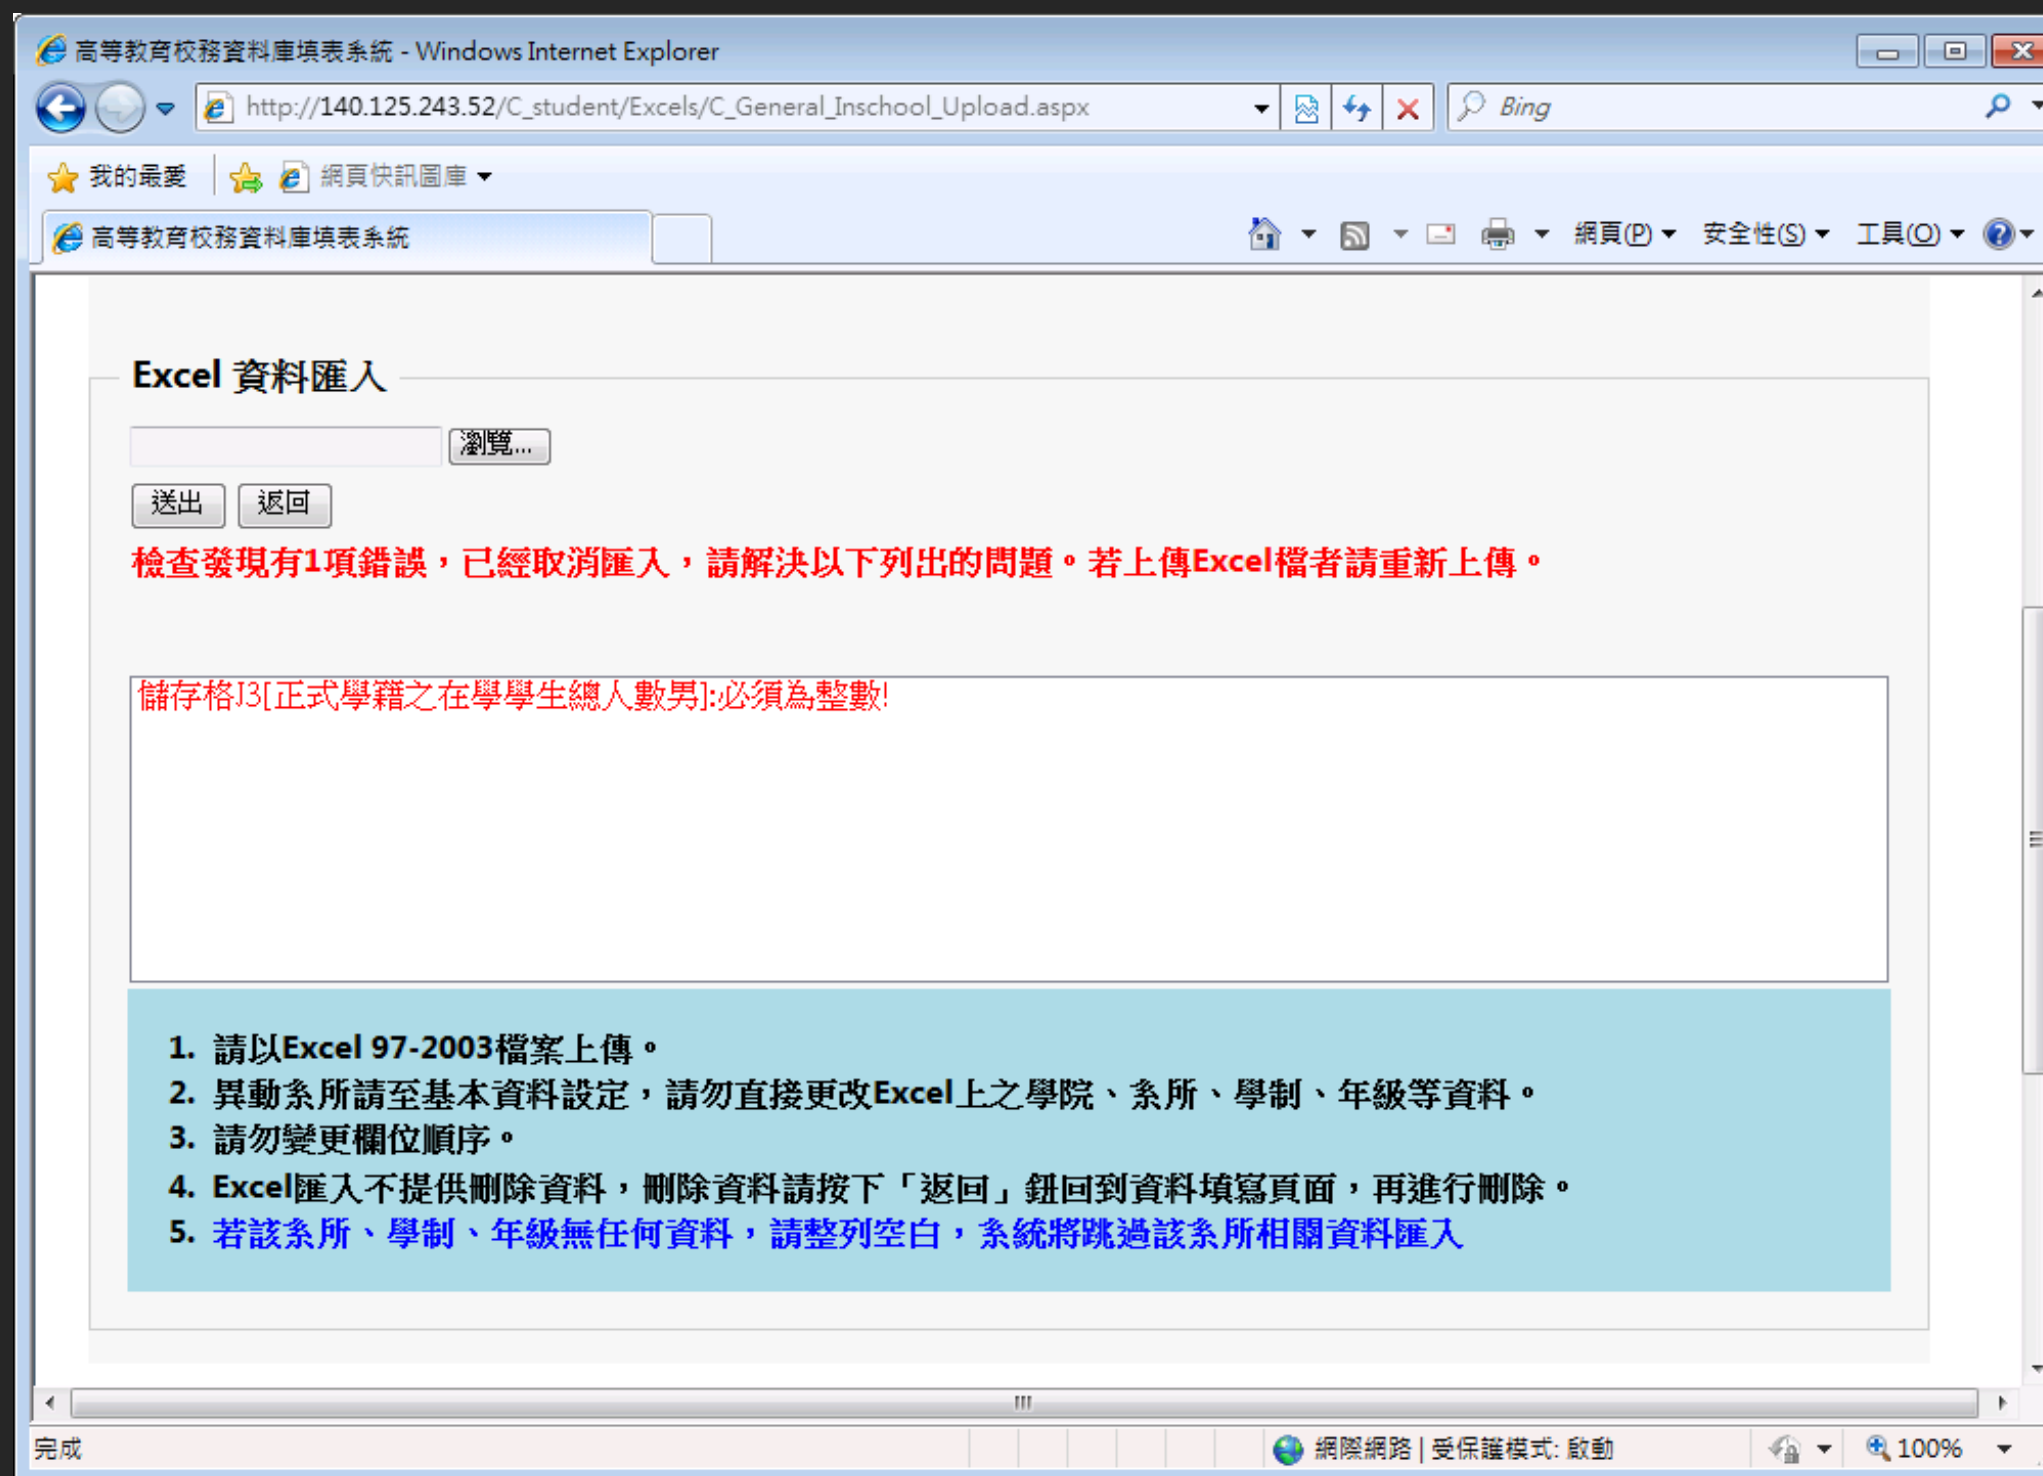 高等教育校務資料庫填表系統 - Windows Internet Explorer
http://140.125.243.52/C_student/Excels/C_General_Inschool_Upload.aspx
Bing
我的最愛
網頁快訊圖庫
高等教育校務資料庫填表系統
網頁(P)
安全性(S)
工具(O)
Excel 資料匯入
瀏覽...
送出
返回
檢查發現有1項錯誤，已經取消匯入，請解決以下列出的問題。若上傳Excel檔者請重新上傳。
儲存格J3[正式學籍之在學學生總人數男]:必須為整數!
1. 請以Excel 97-2003檔案上傳。
2. 異動系所請至基本資料設定，請勿直接更改Excel上之學院、系所、學制、年級等資料。
3. 請勿變更欄位順序。
4. Excel匯入不提供刪除資料，刪除資料請按下「返回」鈕回到資料填寫頁面，再進行刪除。
5. 若該系所、學制、年級無任何資料，請整列空白，系統將跳過該系所相關資料匯入
完成
網際網路 | 受保護模式: 啟動
100%